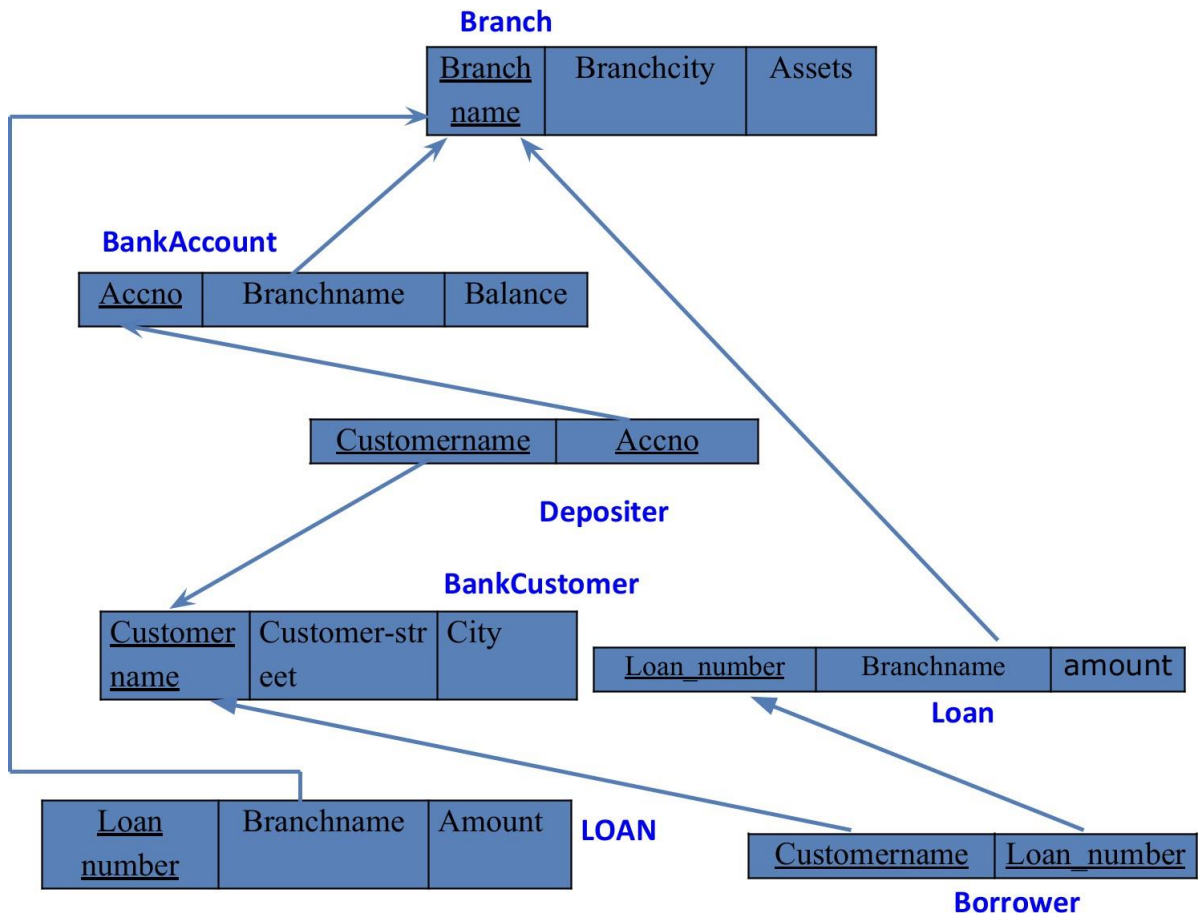 Branch
Branch Branchcity Assets
name
BankAccount
Accno Branchname Balance
Customername Accno
Depositer
BankCustomer
Customer Customer-str City
name eet
Loan_number Branchname amount
Loan
Loan Branchname Amount
number
LOAN
Customername Loan_number
Borrower